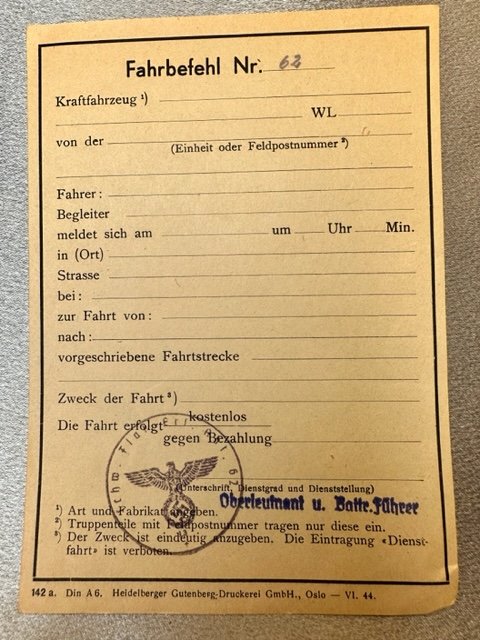 Fahrbefehl Nr. 62
Kraftfahrzeug ¹)
WL
von der
(Einheit oder Feldpostnummer ²)
Fahrer:
Begleiter
meldet sich am um Uhr Min.
in (Ort)
Strasse
bei:
zur Fahrt von:
nach:
vorgeschriebene Fahrtstrecke
Zweck der Fahrt ³)
kostenlos
Die Fahrt erfolgt
gegen Bezahlung
(Unterschrift, Dienstgrad und Dienststellung)
Oberleutnant u. Battr.Führer
¹) Art und Fabrikat angeben.
²) Truppenteile mit Feldpostnummer tragen nur diese ein.
³) Der Zweck ist eindeutig anzugeben. Die Eintragung «Dienst-
fahrt» ist verboten.
142 a. Din A 6. Heidelberger Gutenberg-Druckerei GmbH., Oslo — VI. 44.